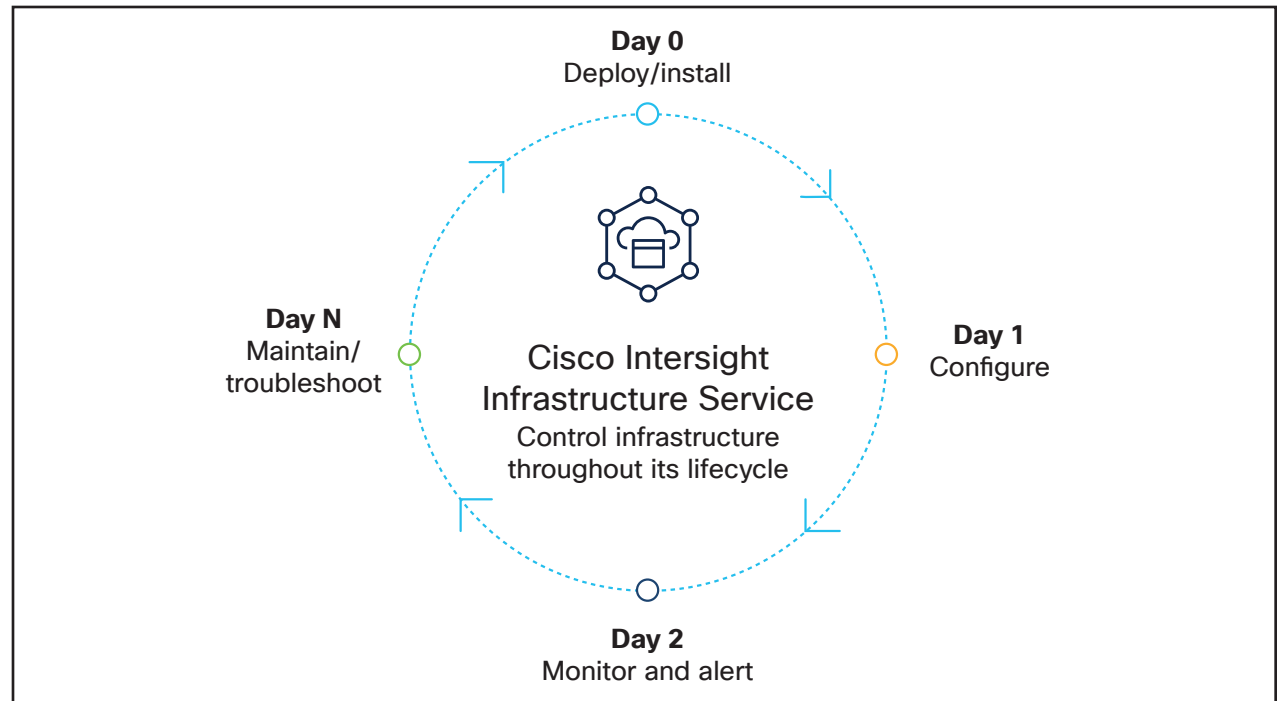 Day 0
Deploy/install
Day N
Maintain/
troubleshoot
Cisco Intersight
Infrastructure Service
Control infrastructure
throughout its lifecycle
Day 1
Configure
Day 2
Monitor and alert